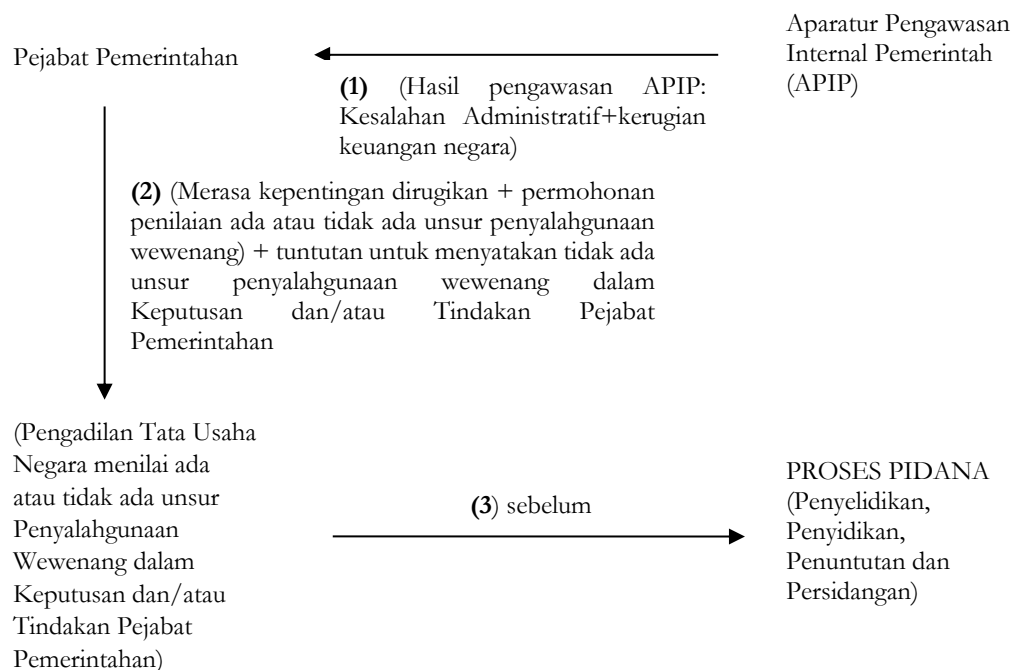 Pejabat Pemerintahan
Aparatur Pengawasan
Internal Pemerintah
(APIP)
(1) (Hasil pengawasan APIP:
Kesalahan Administratif+kerugian
keuangan negara)
(2) (Merasa kepentingan dirugikan + permohonan
penilaian ada atau tidak ada unsur penyalahgunaan
wewenang) + tuntutan untuk menyatakan tidak ada
unsur penyalahgunaan wewenang dalam
Keputusan dan/atau Tindakan Pejabat
Pemerintahan
(Pengadilan Tata Usaha
Negara menilai ada
atau tidak ada unsur
Penyalahgunaan
Wewenang dalam
Keputusan dan/atau
Tindakan Pejabat
Pemerintahan)
(3) sebelum
PROSES PIDANA
(Penyelidikan,
Penyidikan,
Penuntutan dan
Persidangan)